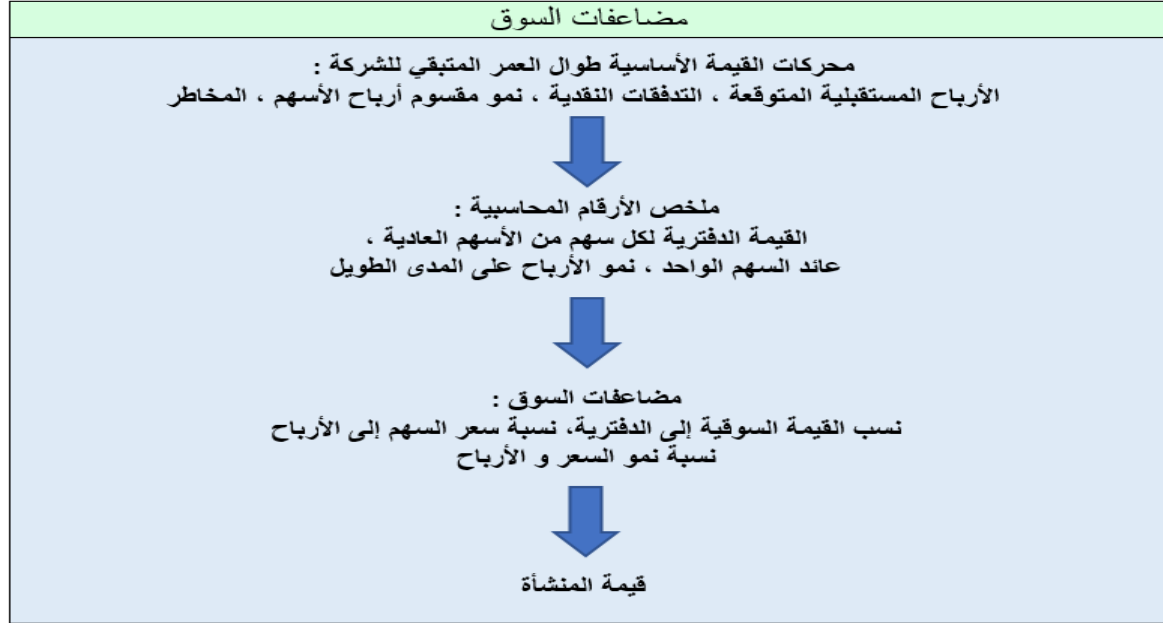 مضاعفات السوق
محركات القيمة الأساسية طوال العمر المتبقي للشركة :
الأرباح المستقبلية المتوقعة ، التدفقات النقدية ، نمو مقسوم أرباح الأسهم ، المخاطر
ملخص الأرقام المحاسبية :
القيمة الدفترية لكل سهم من الأسهم العادية ،
عائد السهم الواحد ، نمو الأرباح على المدى الطويل
مضاعفات السوق :
نسب القيمة السوقية إلى الدفترية، نسبة سعر السهم إلى الأرباح
نسبة نمو السعر و الأرباح
قيمة المنشأة